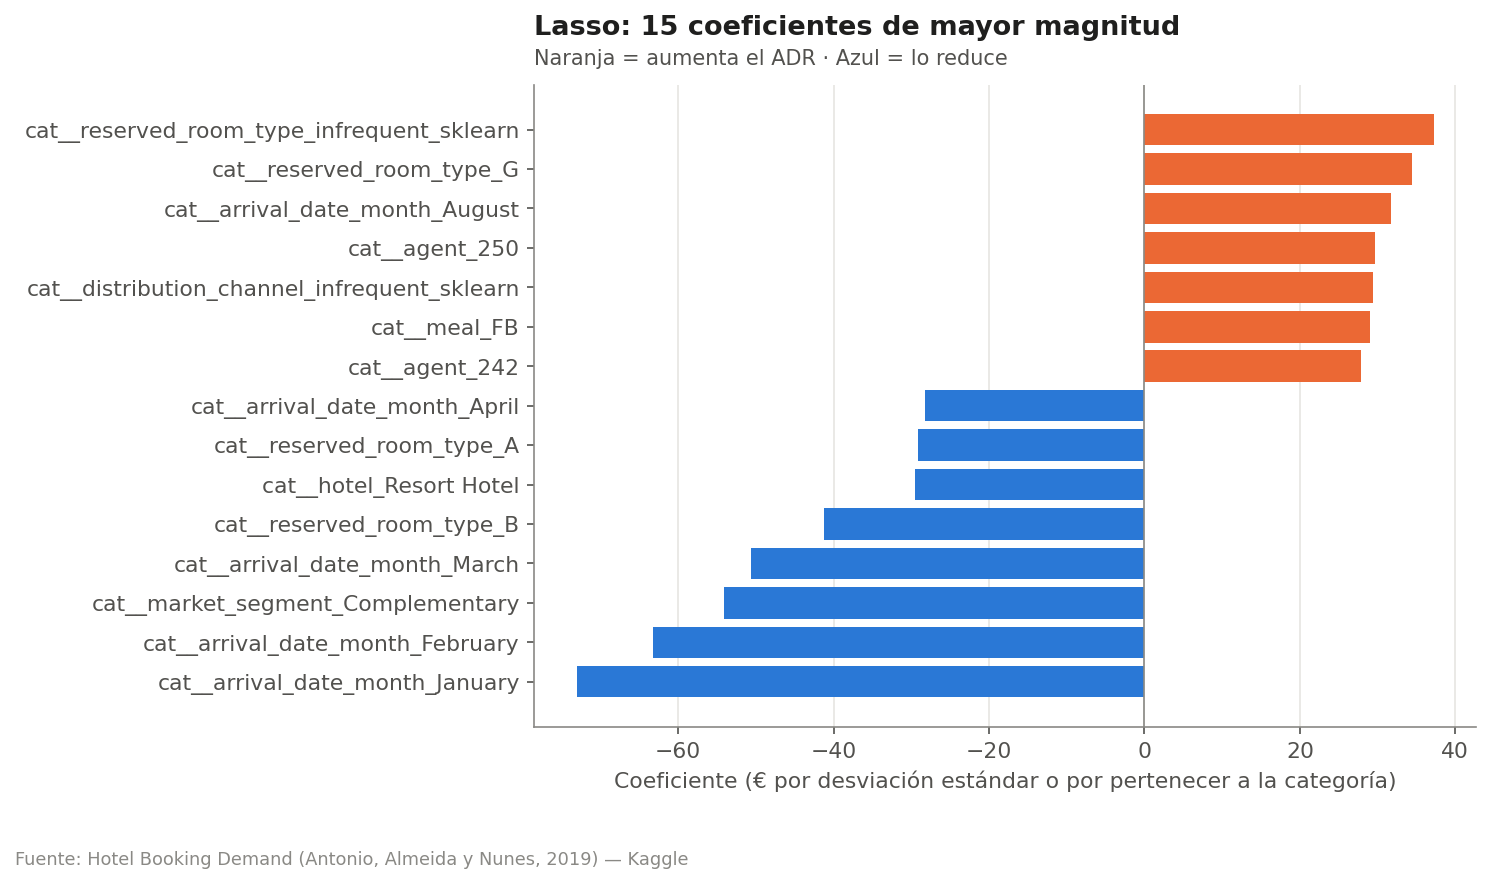 Lasso: 15 coeficientes de mayor magnitud
Naranja = aumenta el ADR · Azul = lo reduce
cat__reserved_room_type_infrequent_sklearn
cat__reserved_room_type_G
cat__arrival_date_month_August
cat__agent_250
cat__distribution_channel_infrequent_sklearn
cat__meal_FB
cat__agent_242
cat__arrival_date_month_April
cat__reserved_room_type_A
cat__hotel_Resort Hotel
cat__reserved_room_type_B
cat__arrival_date_month_March
cat__market_segment_Complementary
cat__arrival_date_month_February
cat__arrival_date_month_January
−60 −40 −20 0 20 40
Coeficiente (€ por desviación estándar o por pertenecer a la categoría)
Fuente: Hotel Booking Demand (Antonio, Almeida y Nunes, 2019) — Kaggle